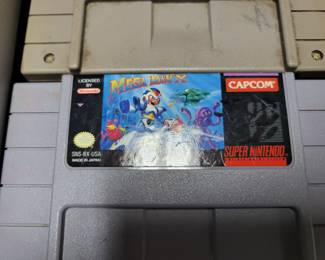 LICENSED
BY
Nintendo
MEGA MAN X
CAPCOM
SNS-RX-USA
MADE IN JAPAN
SUPER NINTENDO